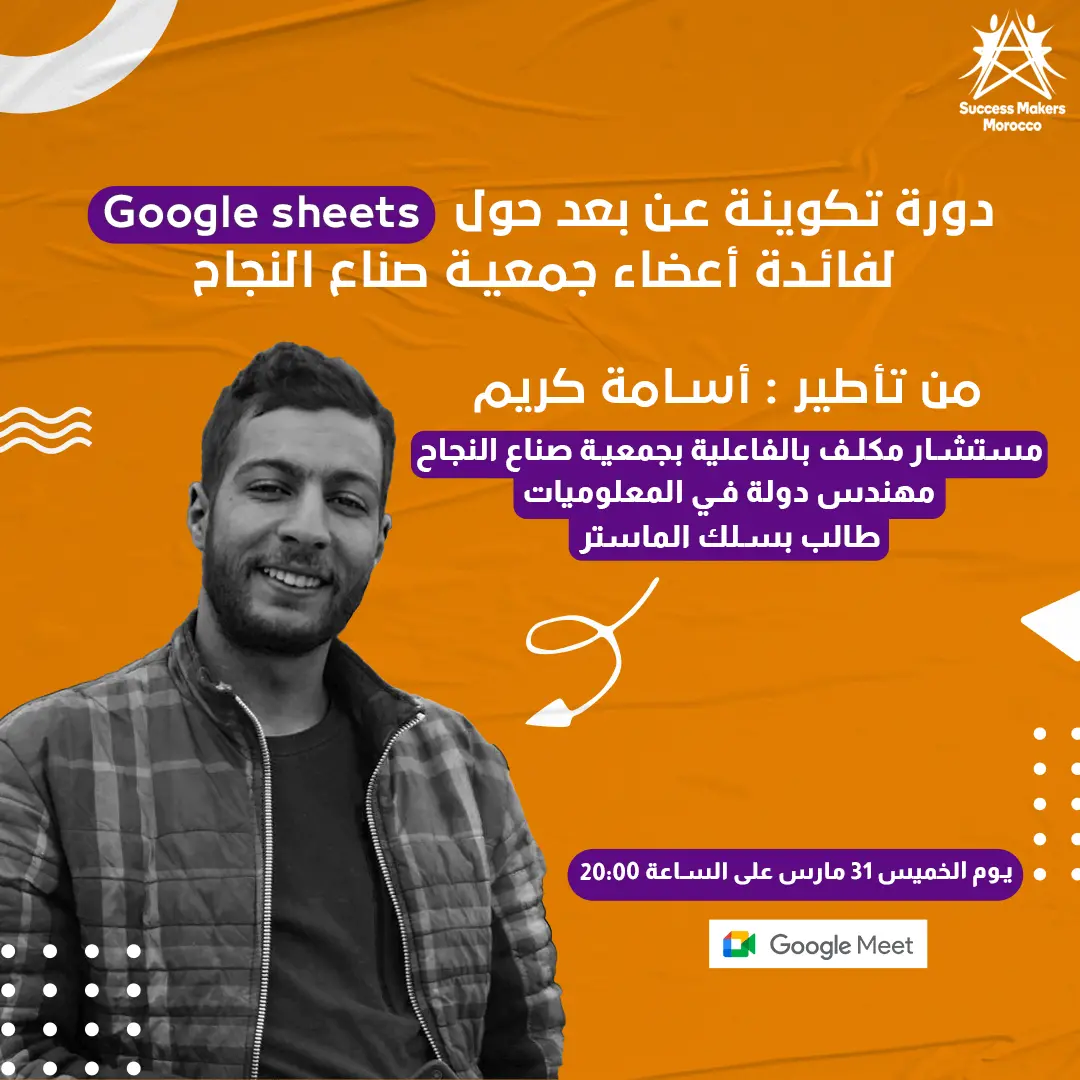 Success Makers
Morocco
دورة تكوينة عن بعد حول Google sheets
لفائدة أعضاء جمعية صناع النجاح
من تأطير : أسامة كريم
مستشار مكلف بالفاعلية بجمعية صناع النجاح
مهندس دولة في المعلوميات
طالب بسلك الماستر
يوم الخميس 31 مارس على الساعة 20:00
Google Meet